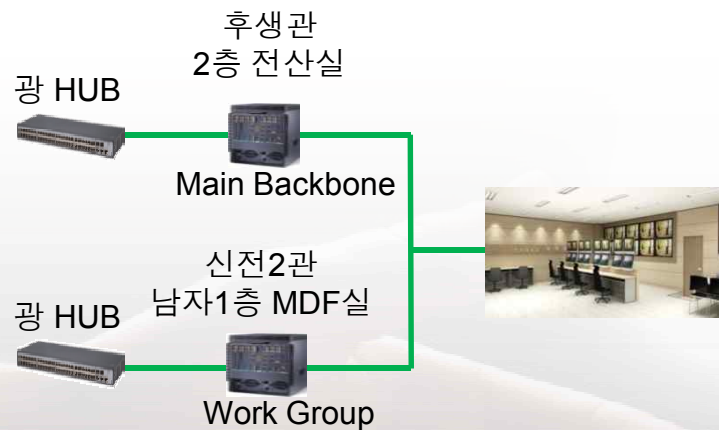 후생관
2층 전산실
광 HUB
Main Backbone
신전2관
남자1층 MDF실
광 HUB
Work Group